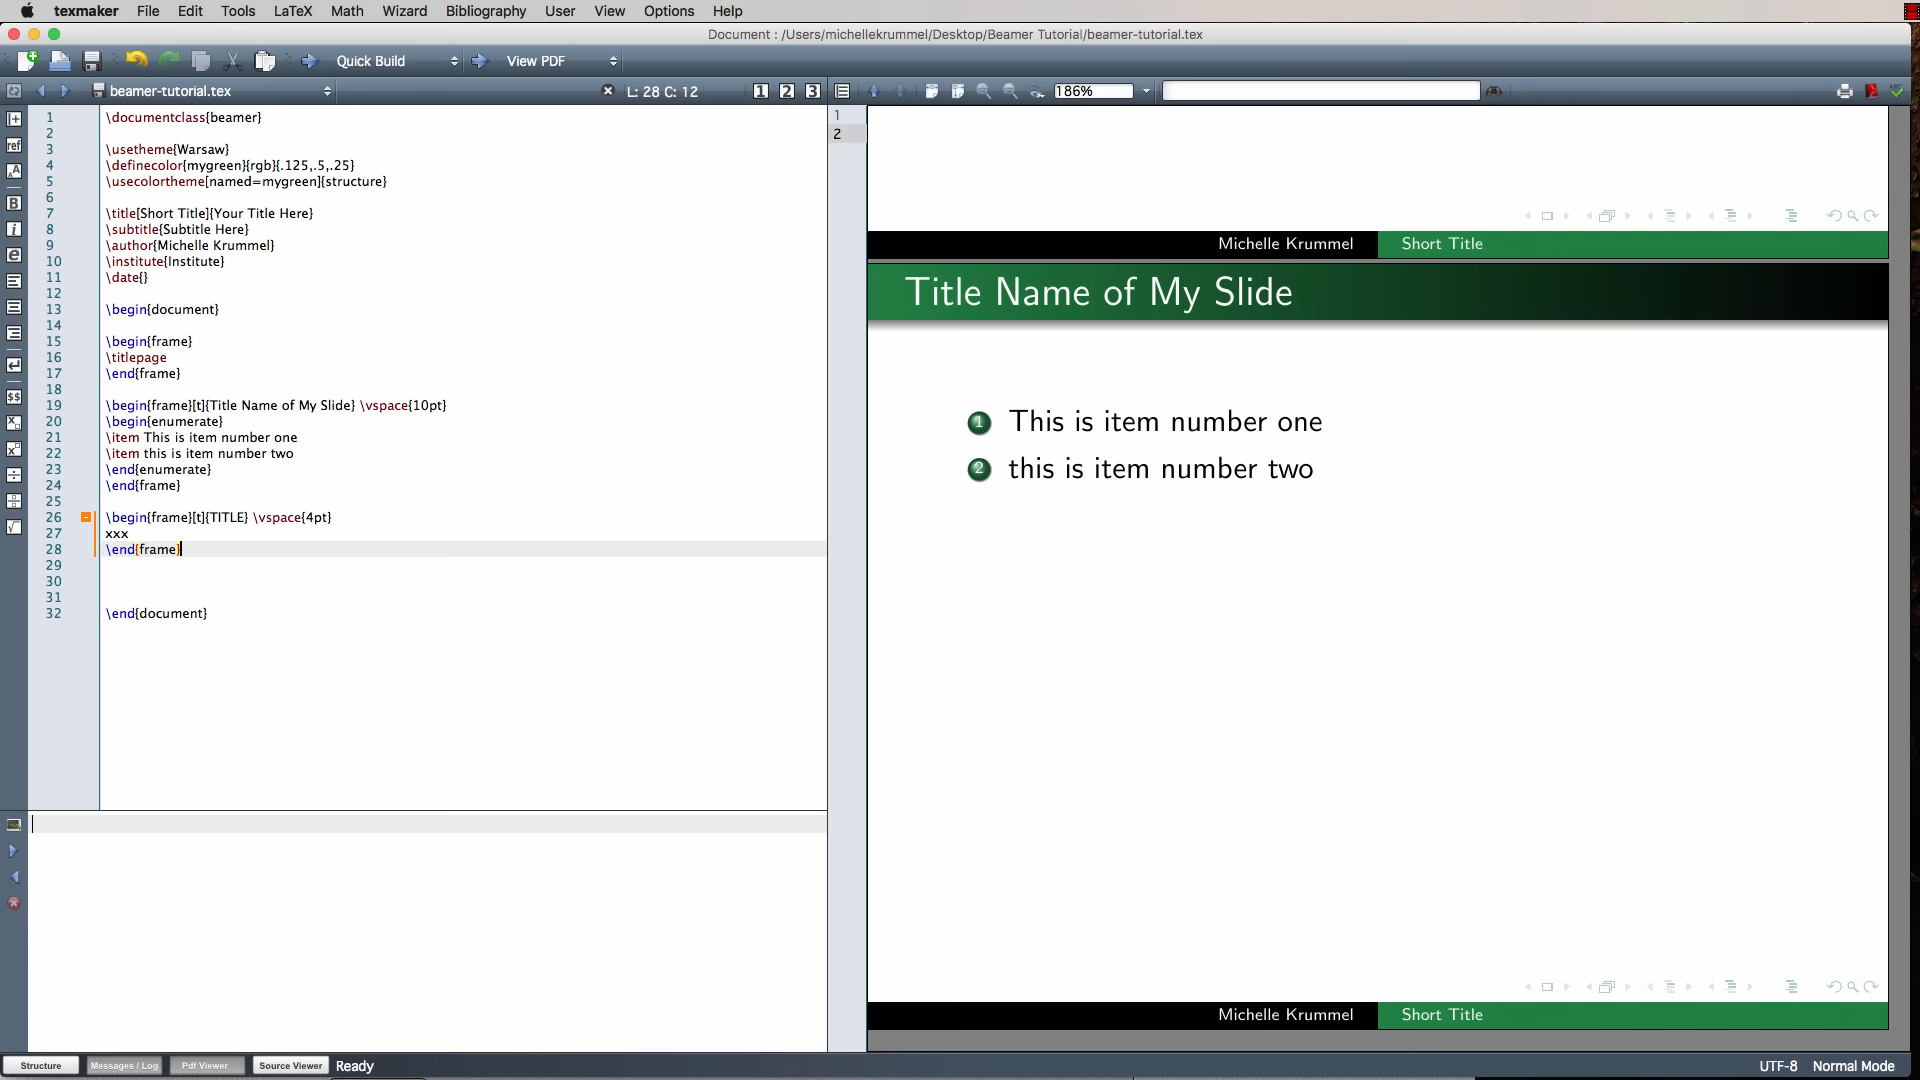 texmaker File Edit Tools LaTeX Math Wizard Bibliography User View Options Help
Document : /Users/michellekrummel/Desktop/Beamer Tutorial/beamer-tutorial.tex
Quick Build View PDF
beamer-tutorial.tex L: 28 C: 12 1 2 3 186%
1 \documentclass{beamer}
2
3 \usetheme{Warsaw}
4 \definecolor{mygreen}{rgb}{.125,.5,.25}
5 \usecolortheme[named=mygreen]{structure}
6
7 \title[Short Title]{Your Title Here}
8 \subtitle{Subtitle Here}
9 \author{Michelle Krummel}
10 \institute{Institute}
11 \date{}
12
13 \begin{document}
14
15 \begin{frame}
16 \titlepage
17 \end{frame}
18
19 \begin{frame}[t]{Title Name of My Slide} \vspace{10pt}
20 \begin{enumerate}
21 \item This is item number one
22 \item this is item number two
23 \end{enumerate}
24 \end{frame}
25
26 \begin{frame}[t]{TITLE} \vspace{4pt}
27 xxx
28 \end{frame}
29
30
31
32 \end{document}
1
2
Michelle Krummel Short Title
Title Name of My Slide
1 This is item number one
2 this is item number two
Michelle Krummel Short Title
Structure Messages / Log Pdf Viewer Source Viewer Ready UTF-8 Normal Mode